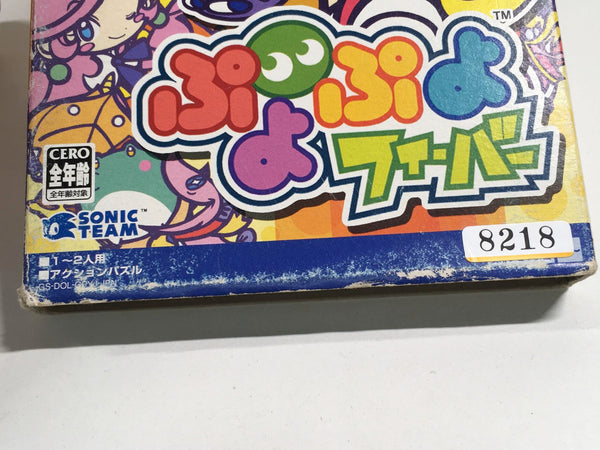 ™
ぷよぷよ
フィーバー
CERO
全年齢
全年齢対象
SONIC
TEAM™
8218
■1～2人用
■アクションパズル